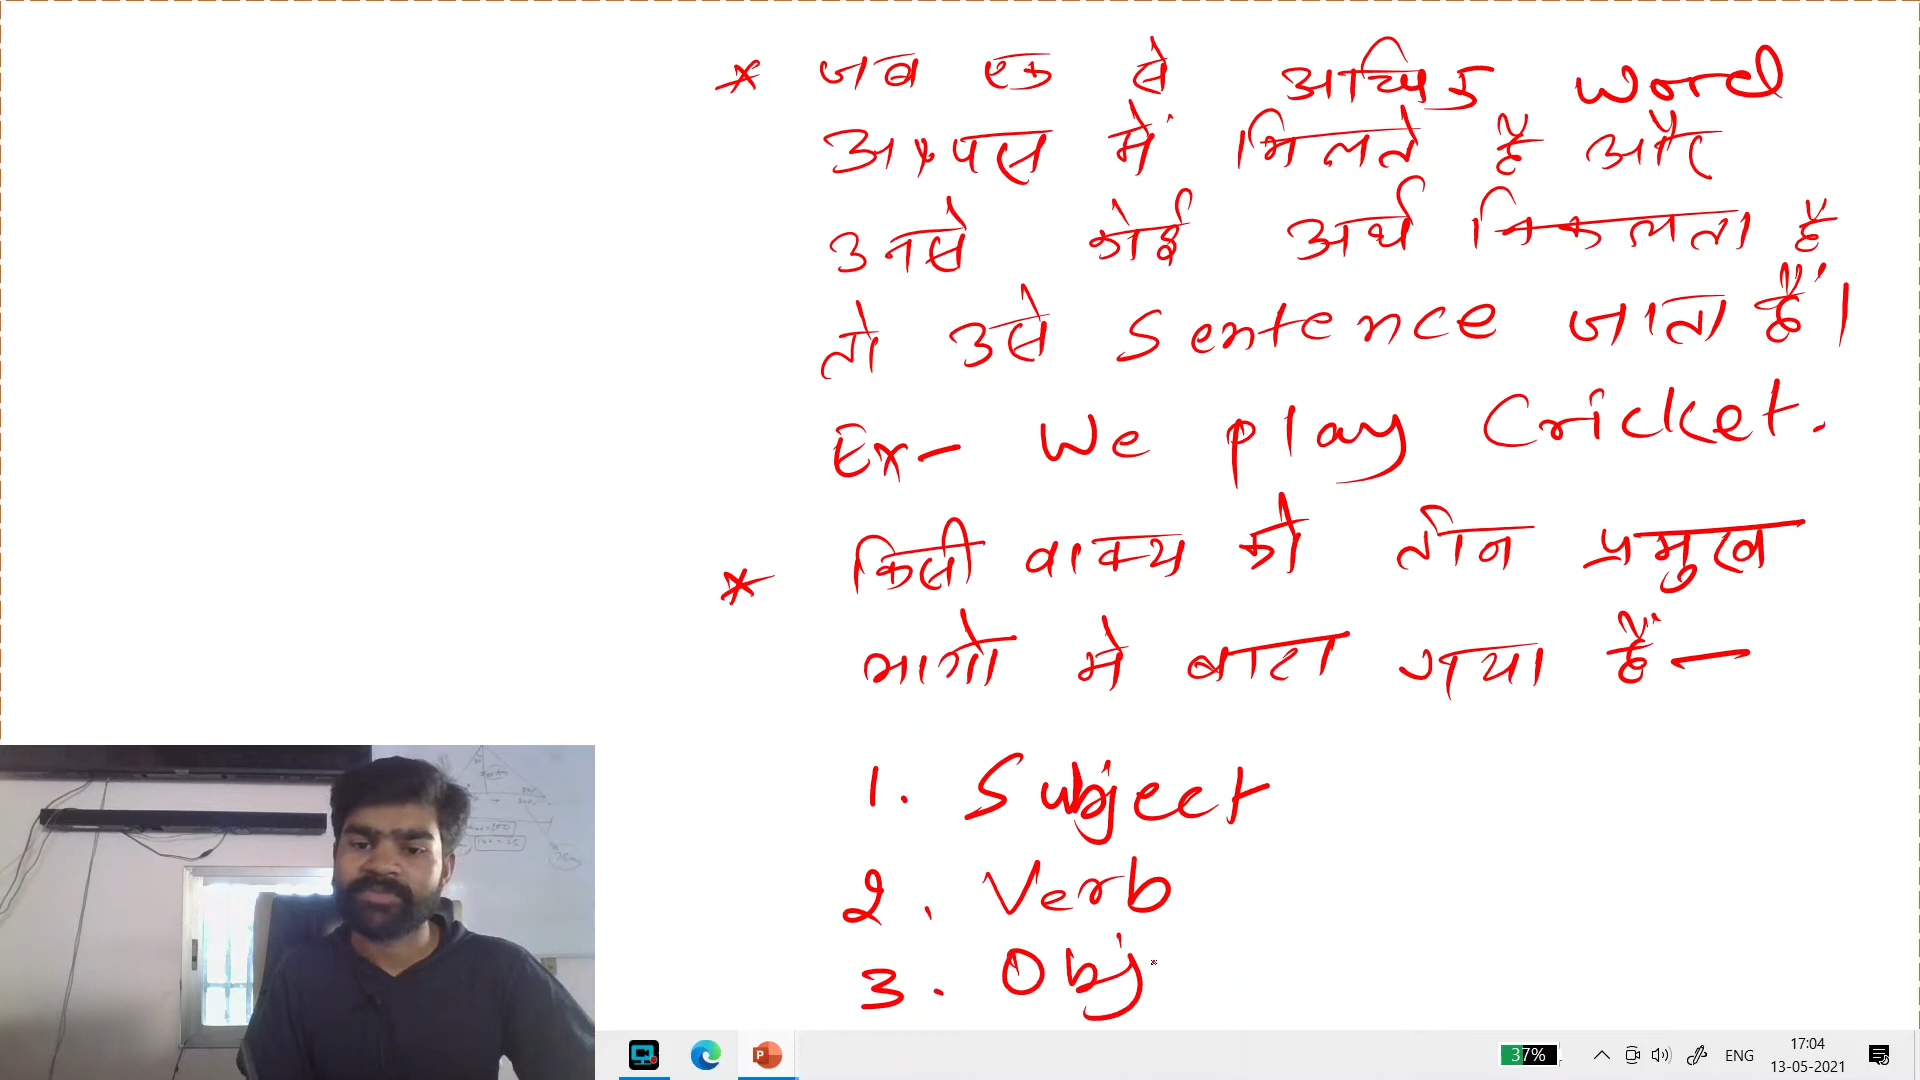 * जब एक से अधिक word
आपस में मिलते है और
उनसे कोई अर्थ निकलता है
तो उसे Sentence जाता हैं।
Ex- We play Cricket.
* किसी वाक्य को तीन प्रमुख
भागो मे बाटा गया हैं-
1. Subject
2. Verb
3. Obj
37%
ENG
17:04
13-05-2021